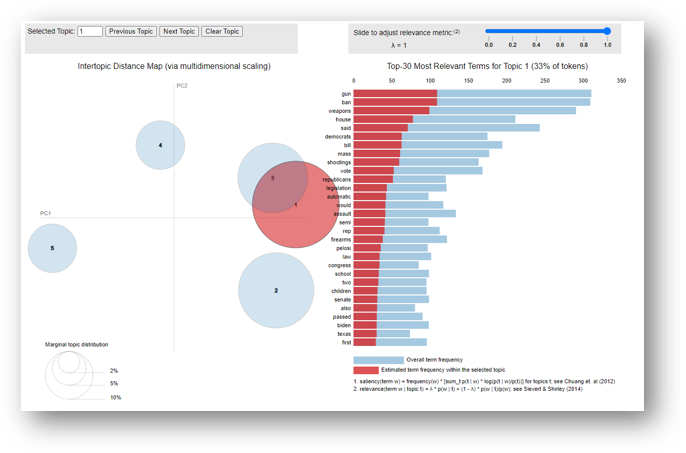 Selected Topic: 1 Previous Topic Next Topic Clear Topic
Slide to adjust relevance metric:(2)
λ = 1
0.0 0.2 0.4 0.6 0.8 1.0
Intertopic Distance Map (via multidimensional scaling)
PC2
PC1
4
3
1
5
2
Marginal topic distribution
2%
5%
10%
Top-30 Most Relevant Terms for Topic 1 (33% of tokens)
0 50 100 150 200 250 300 350
gun
ban
weapons
house
said
democrats
bill
mass
shootings
vote
republicans
legislation
automatic
would
assault
semi
rep
firearms
pelosi
law
congress
school
two
children
senate
also
passed
biden
texas
first
Overall term frequency
Estimated term frequency within the selected topic
1. saliency(term w) = frequency(w) * [sum_t p(t | w) * log(p(t | w)/p(t))] for topics t; see Chuang et. al (2012)
2. relevance(term w | topic t) = λ * p(w | t) + (1 - λ) * p(w | t)/p(w); see Sievert & Shirley (2014)